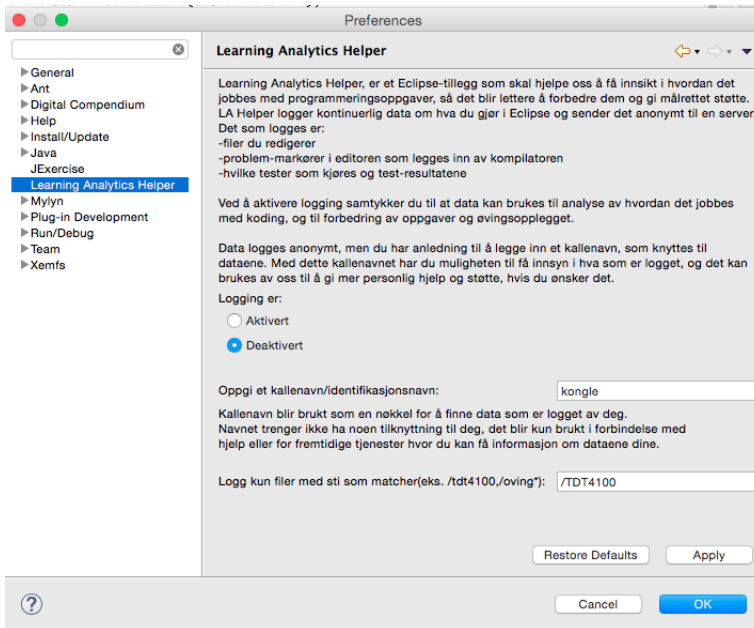 Preferences
Learning Analytics Helper
General
Ant
Digital Compendium
Help
Install/Update
Java
JExercise
Learning Analytics Helper
Mylyn
Plug-in Development
Run/Debug
Team
Xemfs
Learning Analytics Helper, er et Eclipse-tillegg som skal hjelpe oss å få innsikt i hvordan det
jobbes med programmeringsoppgaver, så det blir lettere å forbedre dem og gi målrettet støtte.
LA Helper logger kontinuerlig data om hva du gjør i Eclipse og sender det anonymt til en server.
Det som logges er:
-filer du redigerer
-problem-markører i editoren som legges inn av kompilatoren
-hvilke tester som kjøres og test-resultatene
Ved å aktivere logging samtykker du til at data kan brukes til analyse av hvordan det jobbes
med koding, og til forbedring av oppgaver og øvingsopplegget.
Data logges anonymt, men du har anledning til å legge inn et kallenavn, som knyttes til
dataene. Med dette kallenavnet har du muligheten til få innsyn i hva som er logget, og det kan
brukes av oss til å gi mer personlig hjelp og støtte, hvis du ønsker det.
Logging er:
Aktivert
Deaktivert
Oppgi et kallenavn/identifikasjonsnavn: kongle
Kallenavn blir brukt som en nøkkel for å finne data som er logget av deg.
Navnet trenger ikke ha noen tilknyttning til deg, det blir kun brukt i forbindelse med
hjelp eller for fremtidige tjenester hvor du kan få informasjon om dataene dine.
Logg kun filer med sti som matcher(eks. /tdt4100,/oving*): /TDT4100
Restore Defaults Apply
? Cancel OK